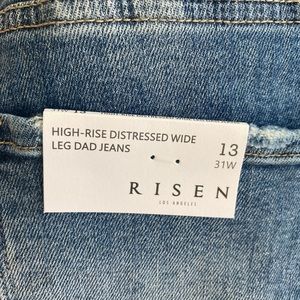 HIGH-RISE DISTRESSED WIDE
LEG DAD JEANS
13
31W
RISEN
LOS ANGELES